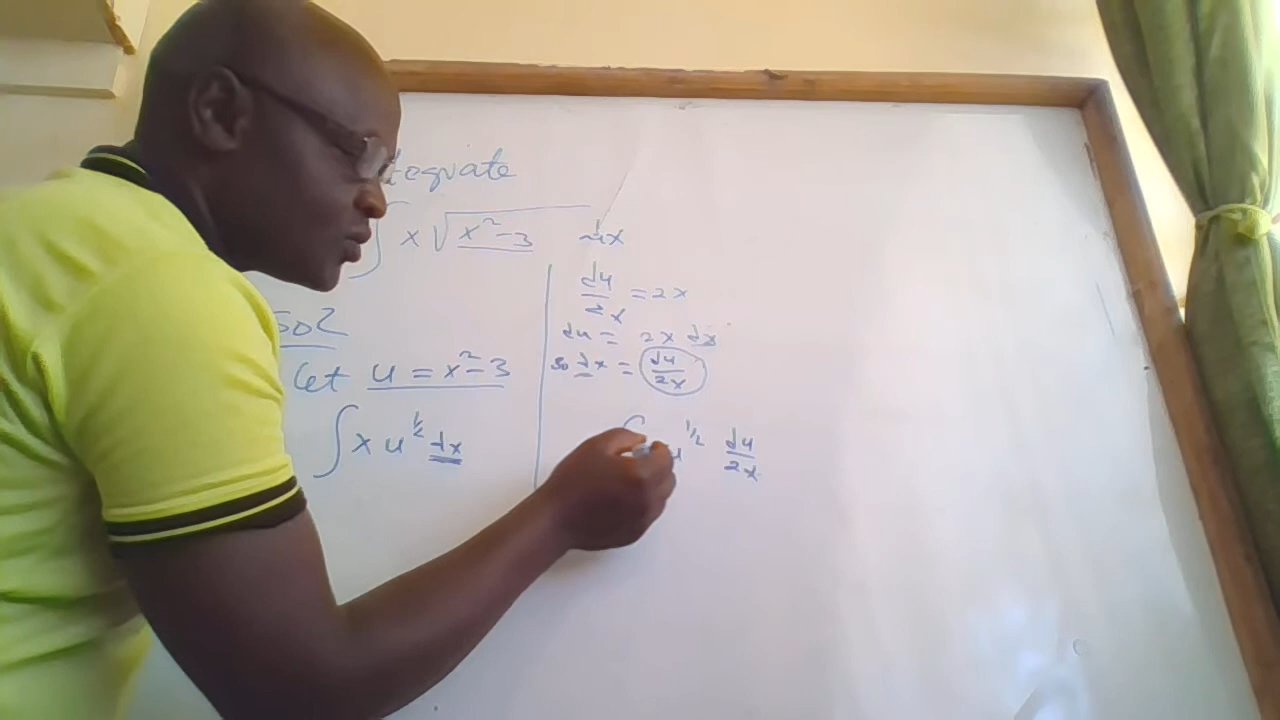 tegrate
∫ x √x²-3 dx
So2
Let u = x²-3
∫ x u^½ dx
du/dx = 2x
du = 2x dx
so dx = du/2x
∫ u^½ du/2x